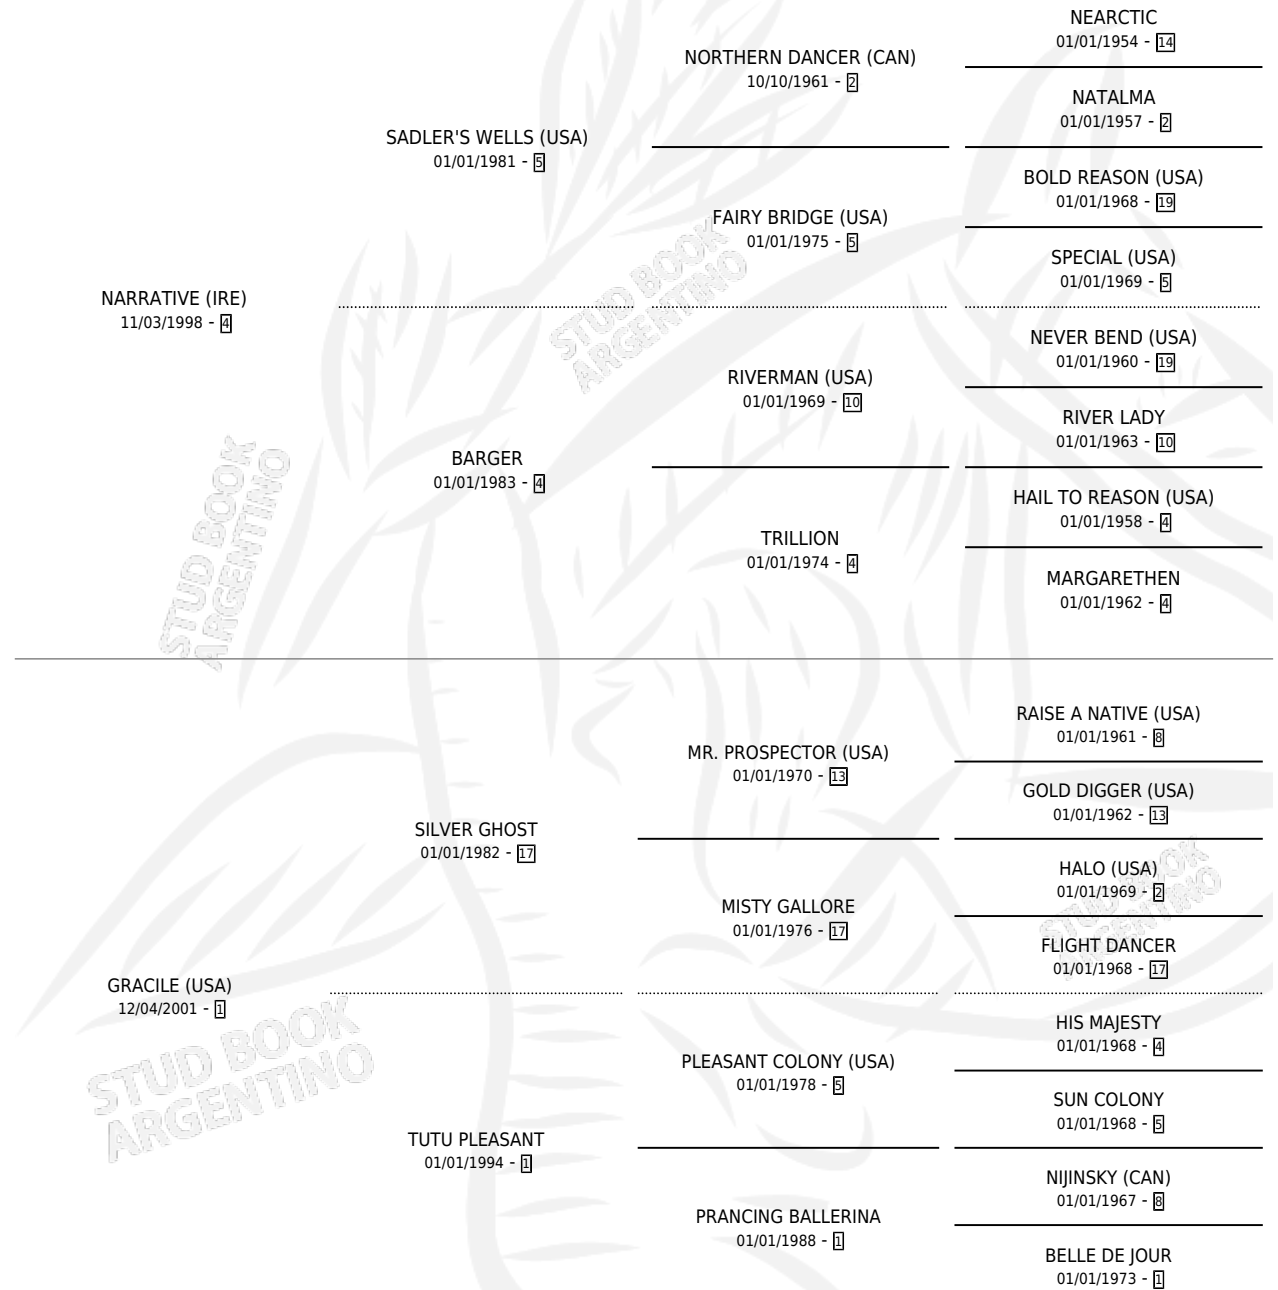 NEARCTIC
01/01/1954 - 14
NORTHERN DANCER (CAN)
10/10/1961 - 2
NATALMA
01/01/1957 - 2
SADLER'S WELLS (USA)
01/01/1981 - 5
BOLD REASON (USA)
01/01/1968 - 19
FAIRY BRIDGE (USA)
01/01/1975 - 5
SPECIAL (USA)
01/01/1969 - 5
STUD BOOK
ARGENTINO
NARRATIVE (IRE)
11/03/1998 - 4
NEVER BEND (USA)
01/01/1960 - 19
RIVERMAN (USA)
01/01/1969 - 10
RIVER LADY
01/01/1963 - 10
BARGER
01/01/1983 - 4
HAIL TO REASON (USA)
01/01/1958 - 4
TRILLION
01/01/1974 - 4
MARGARETHEN
01/01/1962 - 4
STUD BOOK
ARGENTINO
RAISE A NATIVE (USA)
01/01/1961 - 8
MR. PROSPECTOR (USA)
01/01/1970 - 13
GOLD DIGGER (USA)
01/01/1962 - 13
SILVER GHOST
01/01/1982 - 17
HALO (USA)
01/01/1969 - 2
MISTY GALLORE
01/01/1976 - 17
STUD BOOK
ARGENTINO
FLIGHT DANCER
01/01/1968 - 17
GRACILE (USA)
12/04/2001 - 1
HIS MAJESTY
01/01/1968 - 4
PLEASANT COLONY (USA)
01/01/1978 - 5
STUD BOOK
ARGENTINO
SUN COLONY
01/01/1968 - 5
TUTU PLEASANT
01/01/1994 - 1
NIJINSKY (CAN)
01/01/1967 - 8
PRANCING BALLERINA
01/01/1988 - 1
BELLE DE JOUR
01/01/1973 - 1